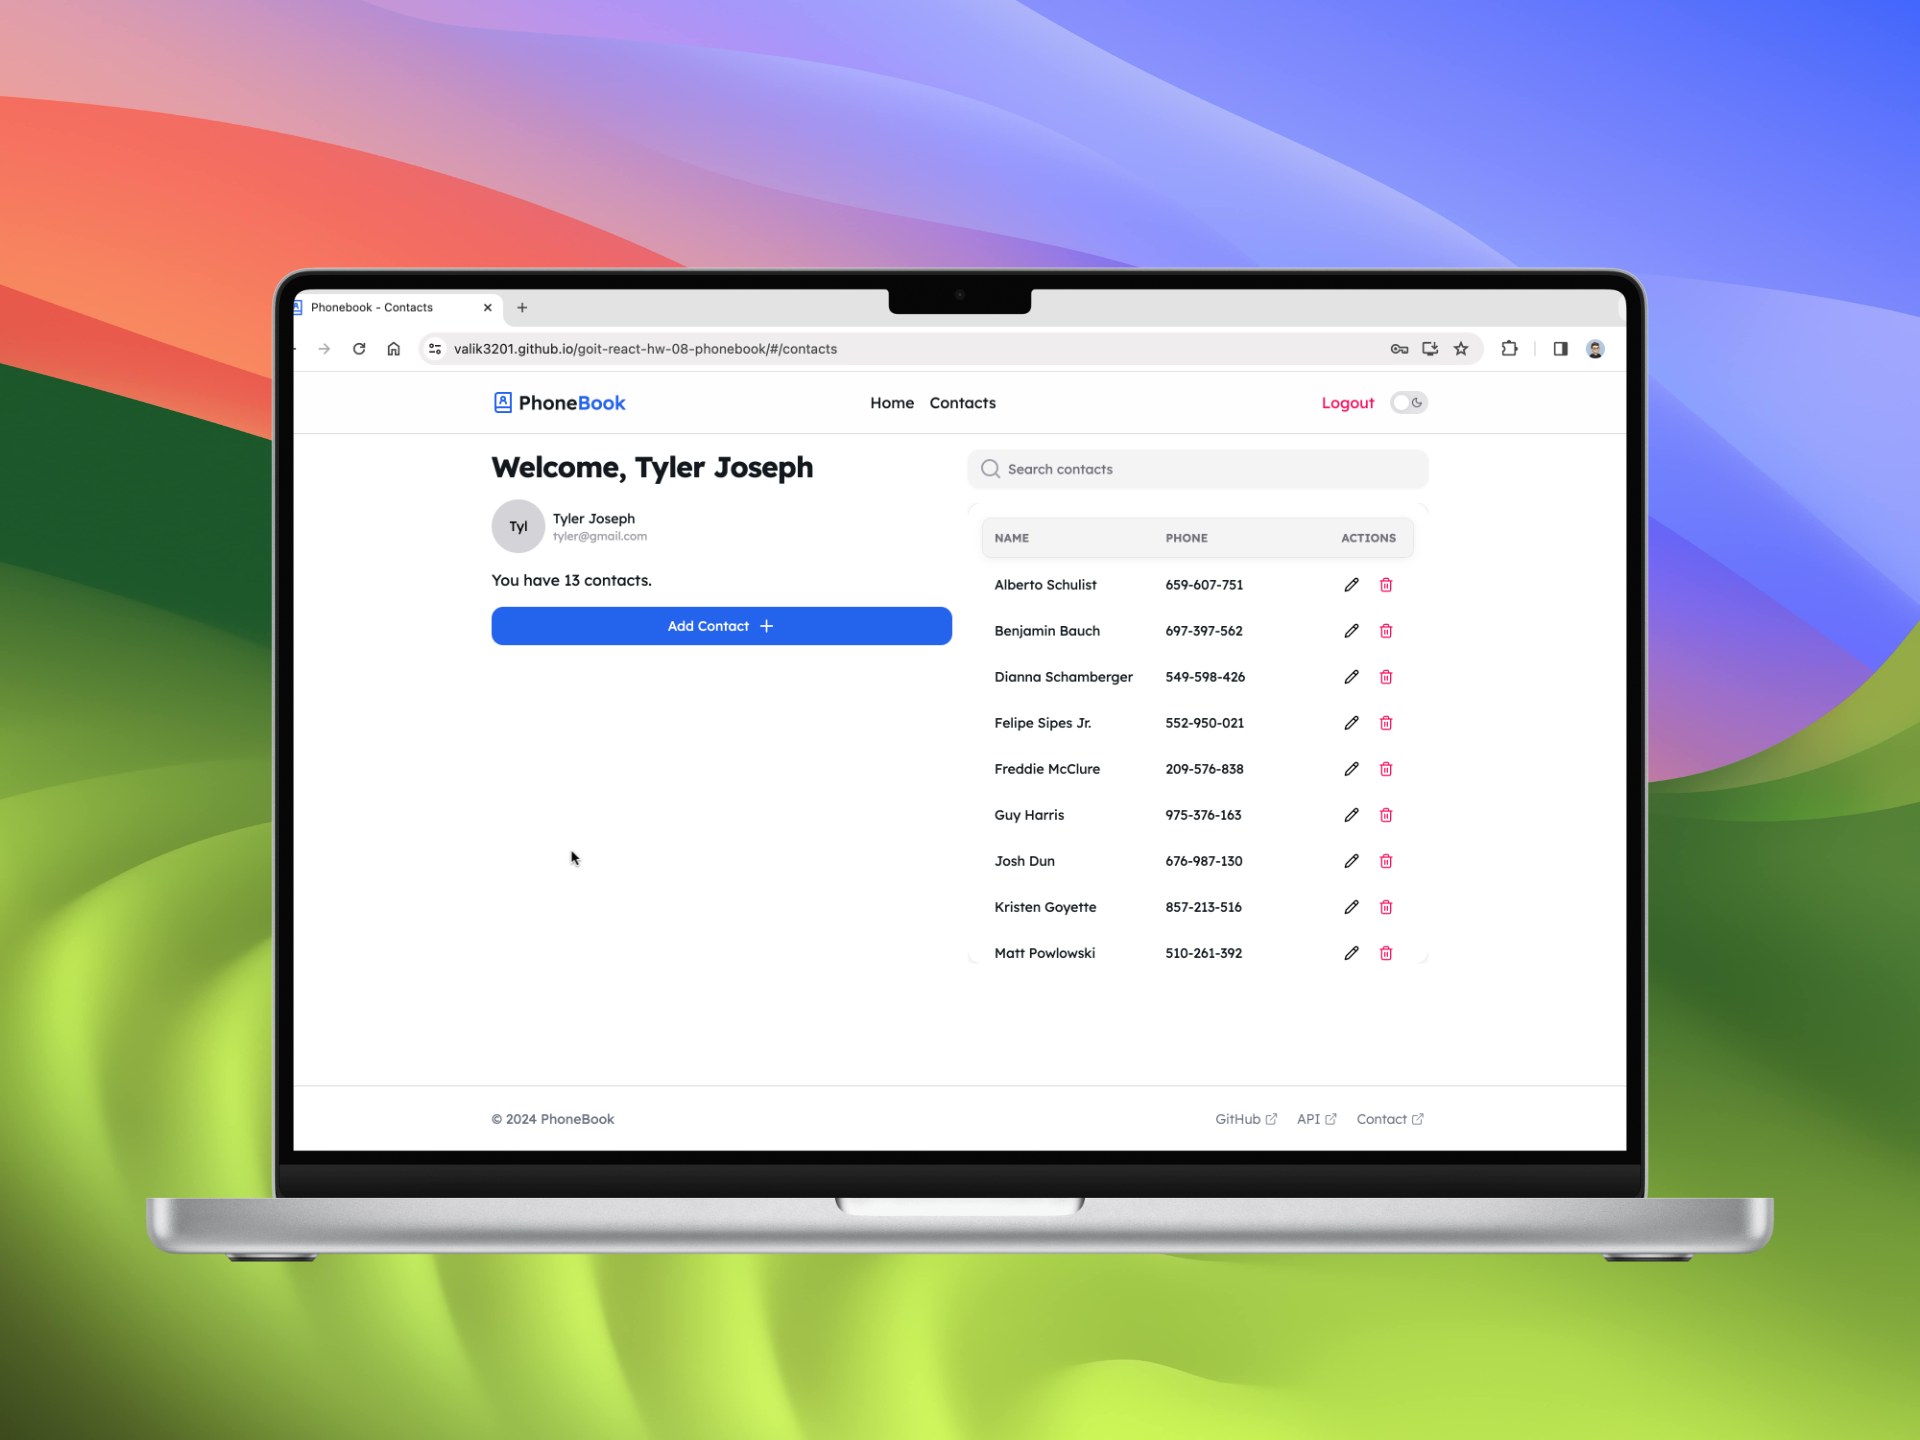 Phonebook - Contacts
valik3201.github.io/goit-react-hw-08-phonebook/#/contacts
PhoneBook
Home Contacts
Logout
Welcome, Tyler Joseph
Tyl
Tyler Joseph
tyler@gmail.com
You have 13 contacts.
Add Contact
Search contacts
NAME PHONE ACTIONS
Alberto Schulist 659-607-751
Benjamin Bauch 697-397-562
Dianna Schamberger 549-598-426
Felipe Sipes Jr. 552-950-021
Freddie McClure 209-576-838
Guy Harris 975-376-163
Josh Dun 676-987-130
Kristen Goyette 857-213-516
Matt Powlowski 510-261-392
© 2024 PhoneBook
GitHub API Contact